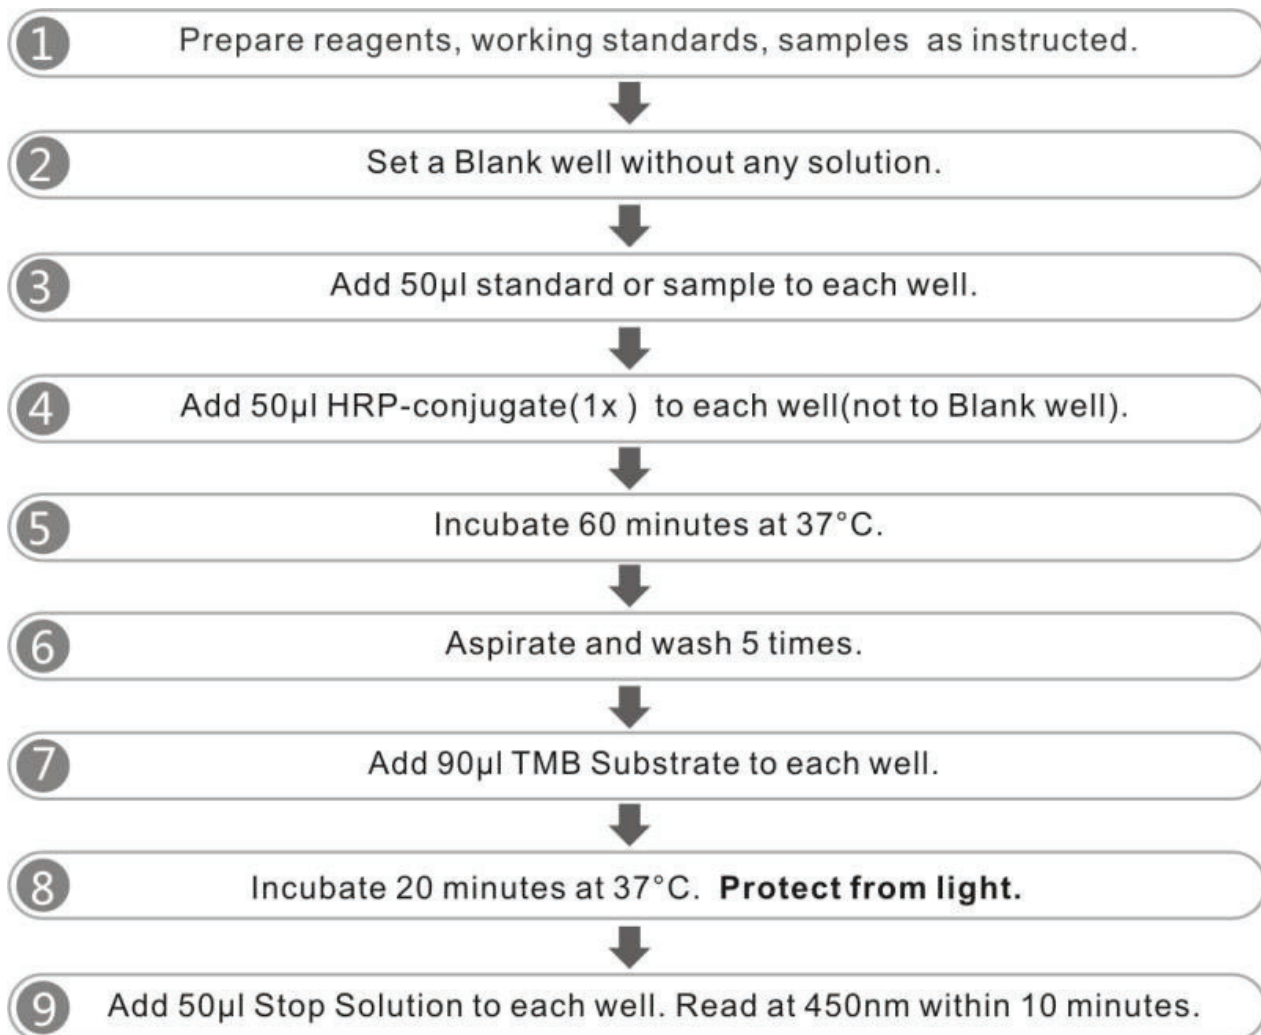 1 Prepare reagents, working standards, samples as instructed.
2 Set a Blank well without any solution.
3 Add 50µl standard or sample to each well.
4 Add 50µl HRP-conjugate(1x ) to each well(not to Blank well).
5 Incubate 60 minutes at 37°C.
6 Aspirate and wash 5 times.
7 Add 90µl TMB Substrate to each well.
8 Incubate 20 minutes at 37°C. Protect from light.
9 Add 50µl Stop Solution to each well. Read at 450nm within 10 minutes.